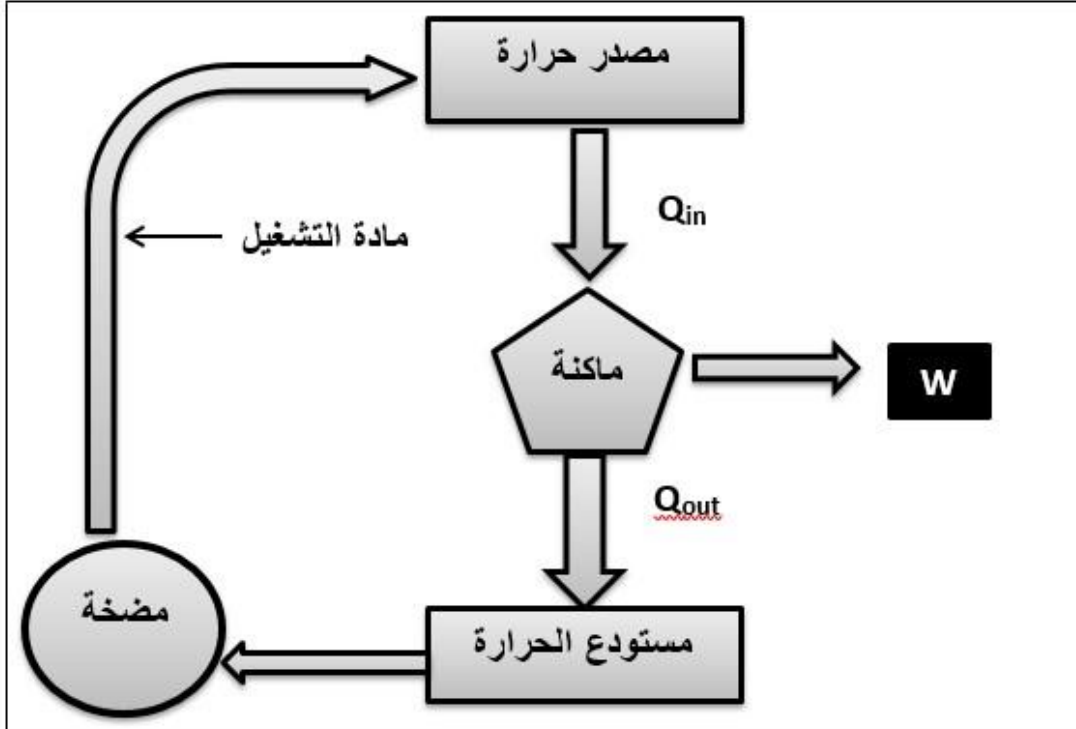 مصدر حرارة
Qin
مادة التشغيل
ماكنة
W
Qout
مضخة
مستودع الحرارة